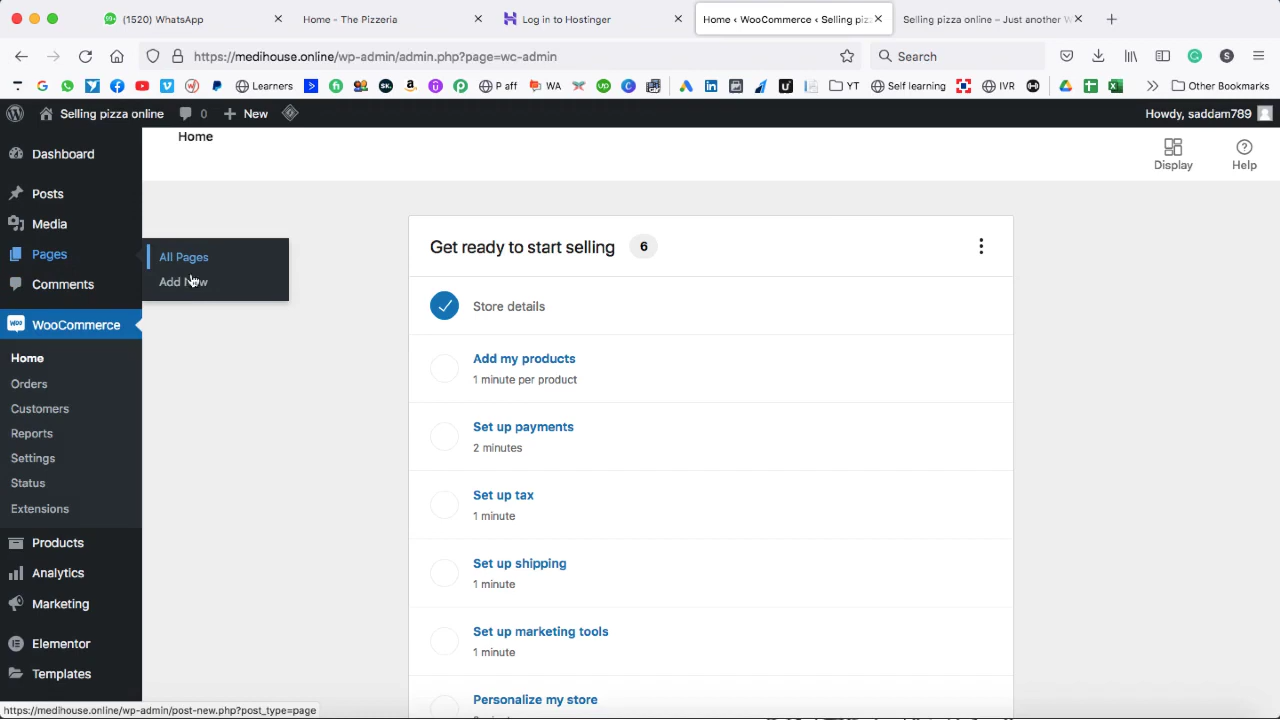 (1520) WhatsApp
Home - The Pizzeria
Log in to Hostinger
Home ‹ WooCommerce ‹ Selling piz
Selling pizza online – Just another W
https://medihouse.online/wp-admin/admin.php?page=wc-admin
Search
Learners
P aff
WA
YT
Self learning
IVR
Other Bookmarks
Selling pizza online
0
New
Howdy, saddam789
Home
Display
Help
Dashboard
Posts
Media
Pages
Comments
All Pages
Add New
WooCommerce
Home
Orders
Customers
Reports
Settings
Status
Extensions
Products
Analytics
Marketing
Elementor
Templates
Get ready to start selling 6
Store details
Add my products
1 minute per product
Set up payments
2 minutes
Set up tax
1 minute
Set up shipping
1 minute
Set up marketing tools
1 minute
Personalize my store
https://medihouse.online/wp-admin/post-new.php?post_type=page